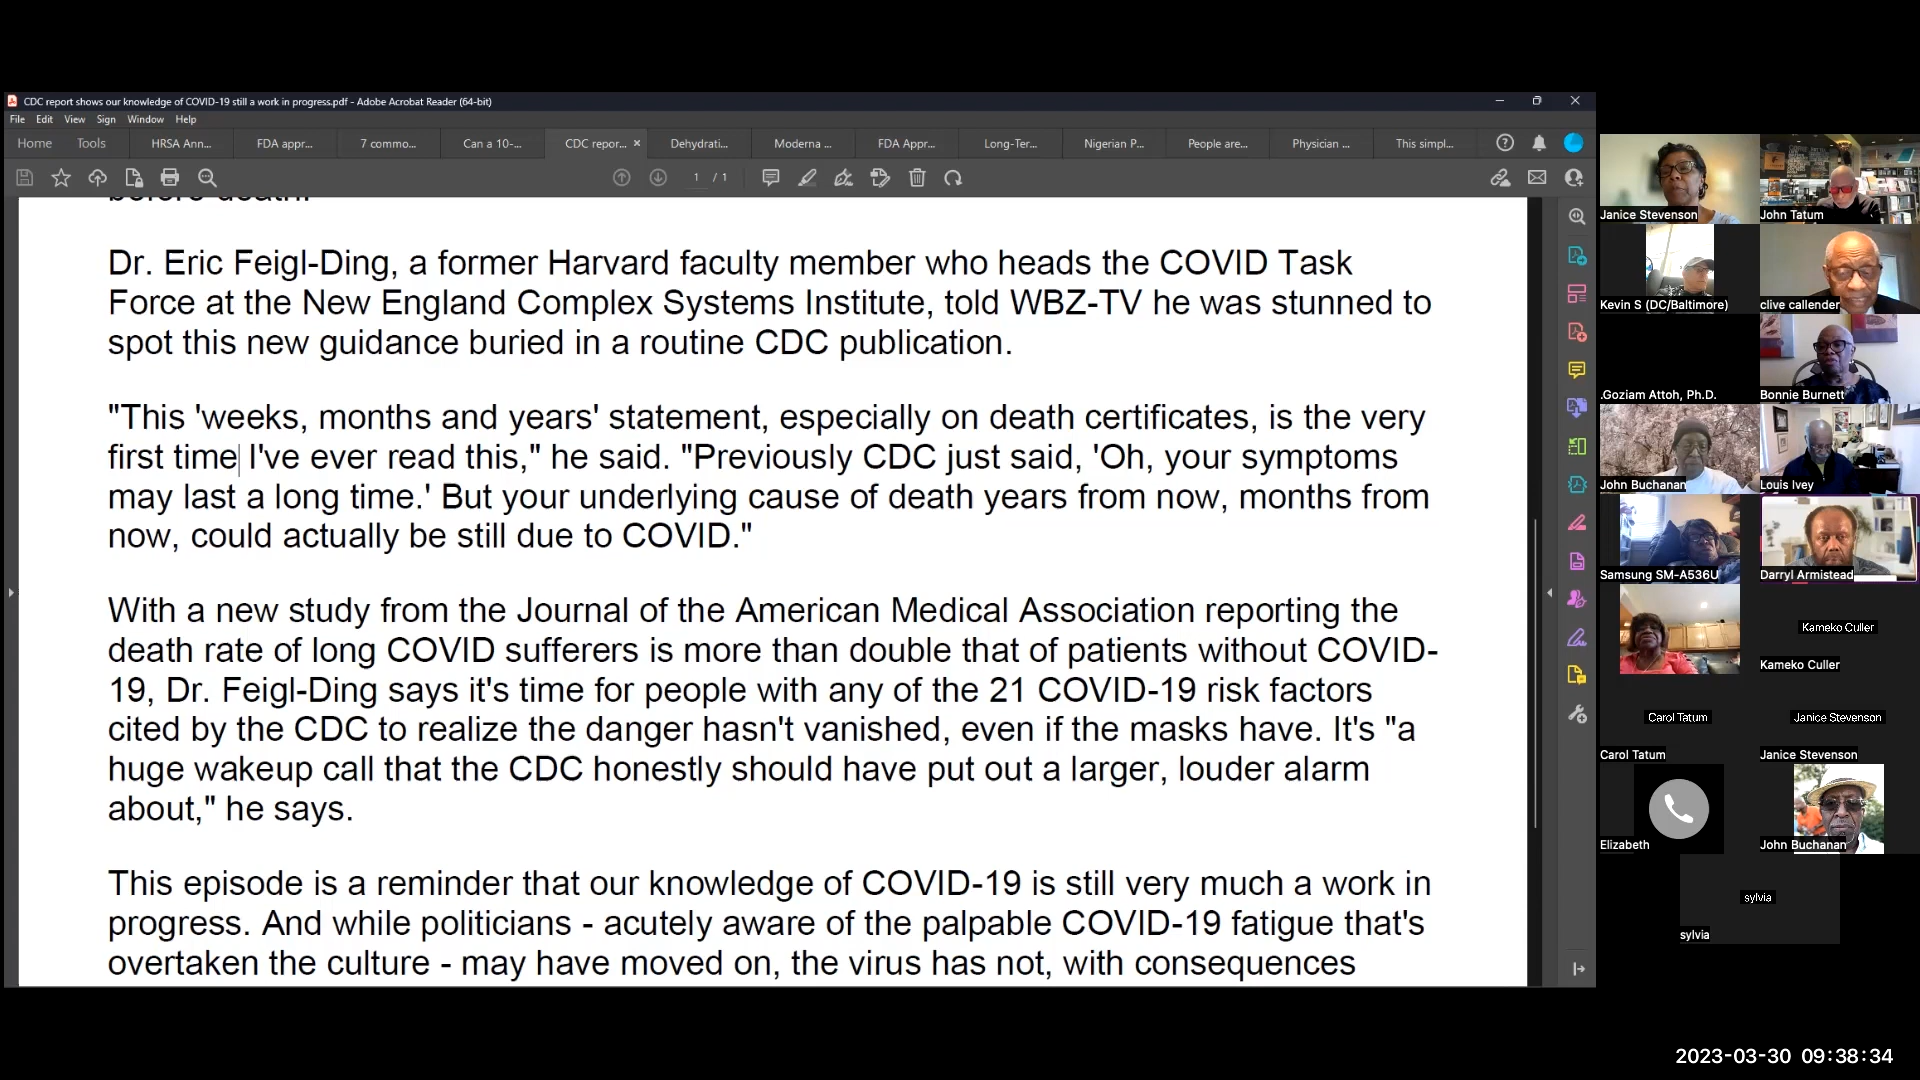 CDC report shows our knowledge of COVID-19 still a work in progress.pdf - Adobe Acrobat Reader (64-bit)
File Edit View Sign Window Help
Home Tools HRSA Ann... FDA appr... 7 commo... Can a 10-... CDC repor... × Dehydrati... Moderna ... FDA Appr... Long-Ter... Nigerian P... People are... Physician ... This simpl...
1 / 1
before death.
Dr. Eric Feigl-Ding, a former Harvard faculty member who heads the COVID Task
Force at the New England Complex Systems Institute, told WBZ-TV he was stunned to
spot this new guidance buried in a routine CDC publication.
"This 'weeks, months and years' statement, especially on death certificates, is the very
first time I've ever read this," he said. "Previously CDC just said, 'Oh, your symptoms
may last a long time.' But your underlying cause of death years from now, months from
now, could actually be still due to COVID."
With a new study from the Journal of the American Medical Association reporting the
death rate of long COVID sufferers is more than double that of patients without COVID-
19, Dr. Feigl-Ding says it's time for people with any of the 21 COVID-19 risk factors
cited by the CDC to realize the danger hasn't vanished, even if the masks have. It's "a
huge wakeup call that the CDC honestly should have put out a larger, louder alarm
about," he says.
This episode is a reminder that our knowledge of COVID-19 is still very much a work in
progress. And while politicians - acutely aware of the palpable COVID-19 fatigue that's
overtaken the culture - may have moved on, the virus has not, with consequences
Janice Stevenson
John Tatum
Kevin S (DC/Baltimore)
clive callender
.Goziam Attoh, Ph.D.
Bonnie Burnett
John Buchanan
Louis Ivey
Samsung SM-A536U
Darryl Armistead
Kameko Culler
Kameko Culler
Carol Tatum
Janice Stevenson
Carol Tatum
Janice Stevenson
Elizabeth
John Buchanan
sylvia
sylvia
2023-03-30 09:38:34